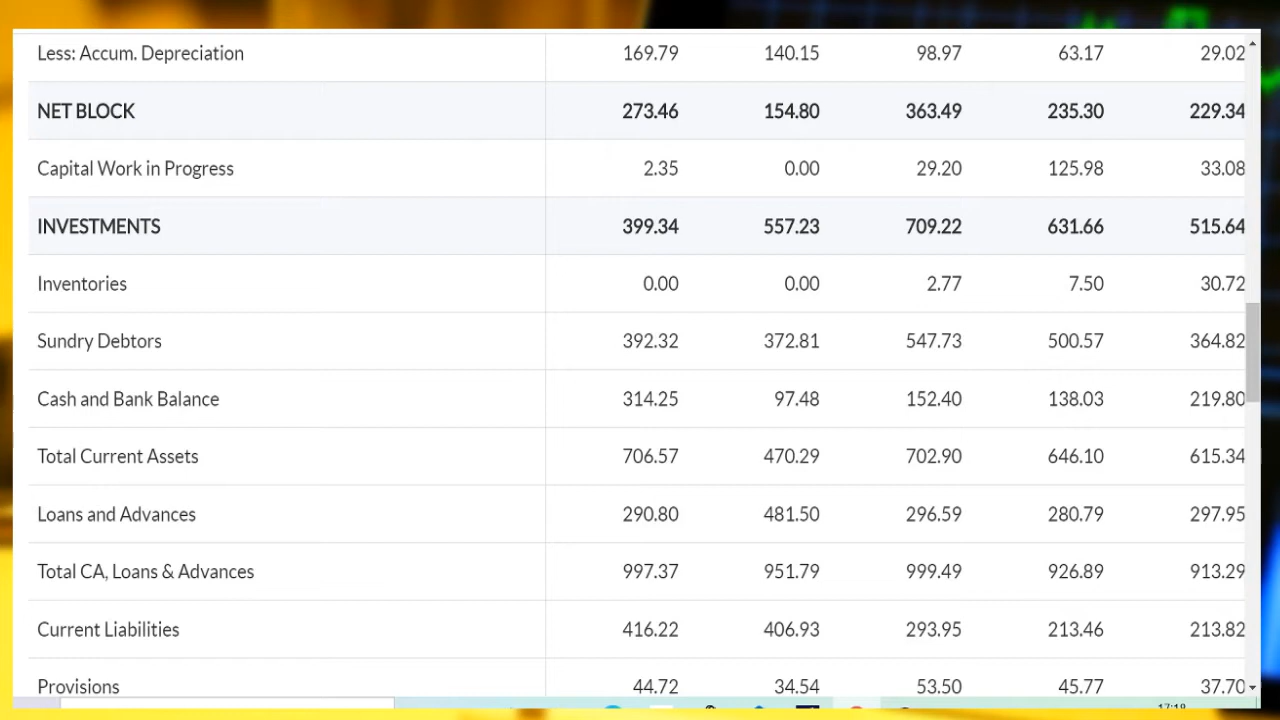 Less: Accum. Depreciation 169.79 140.15 98.97 63.17 29.02
NET BLOCK 273.46 154.80 363.49 235.30 229.34
Capital Work in Progress 2.35 0.00 29.20 125.98 33.08
INVESTMENTS 399.34 557.23 709.22 631.66 515.64
Inventories 0.00 0.00 2.77 7.50 30.72
Sundry Debtors 392.32 372.81 547.73 500.57 364.82
Cash and Bank Balance 314.25 97.48 152.40 138.03 219.80
Total Current Assets 706.57 470.29 702.90 646.10 615.34
Loans and Advances 290.80 481.50 296.59 280.79 297.95
Total CA, Loans & Advances 997.37 951.79 999.49 926.89 913.29
Current Liabilities 416.22 406.93 293.95 213.46 213.82
Provisions 44.72 34.54 53.50 45.77 37.70